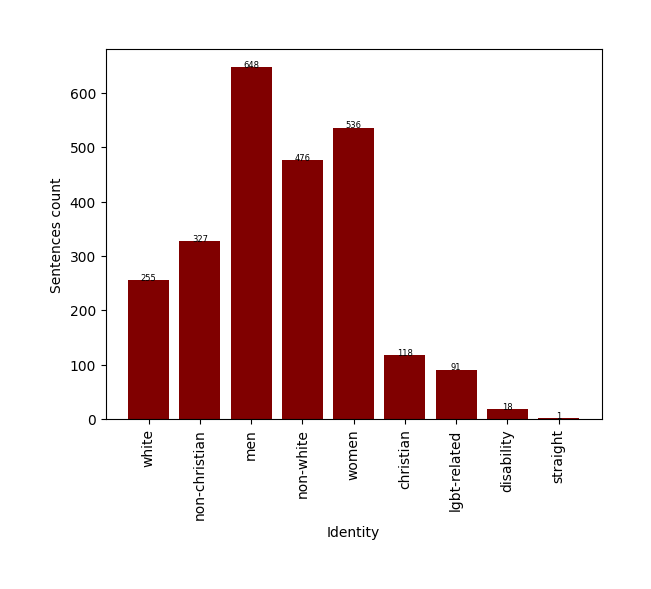 Sentences count
600
500
400
300
200
100
0
255
327
648
476
536
118
91
18
1
white
non-christian
men
non-white
women
christian
lgbt-related
disability
straight
Identity